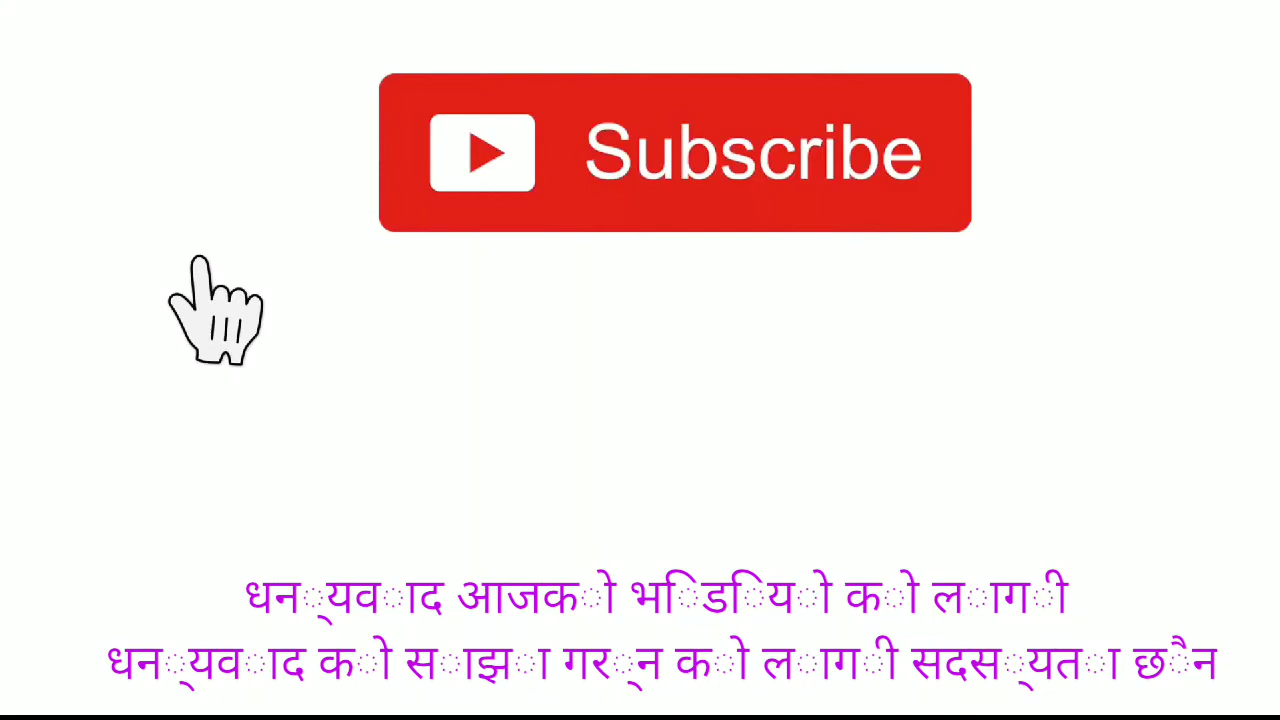 Subscribe
धन्यवाद आजको भिडियो को लागी
धन्यवाद को साझा गर्न को लागी सदस्यता छैन